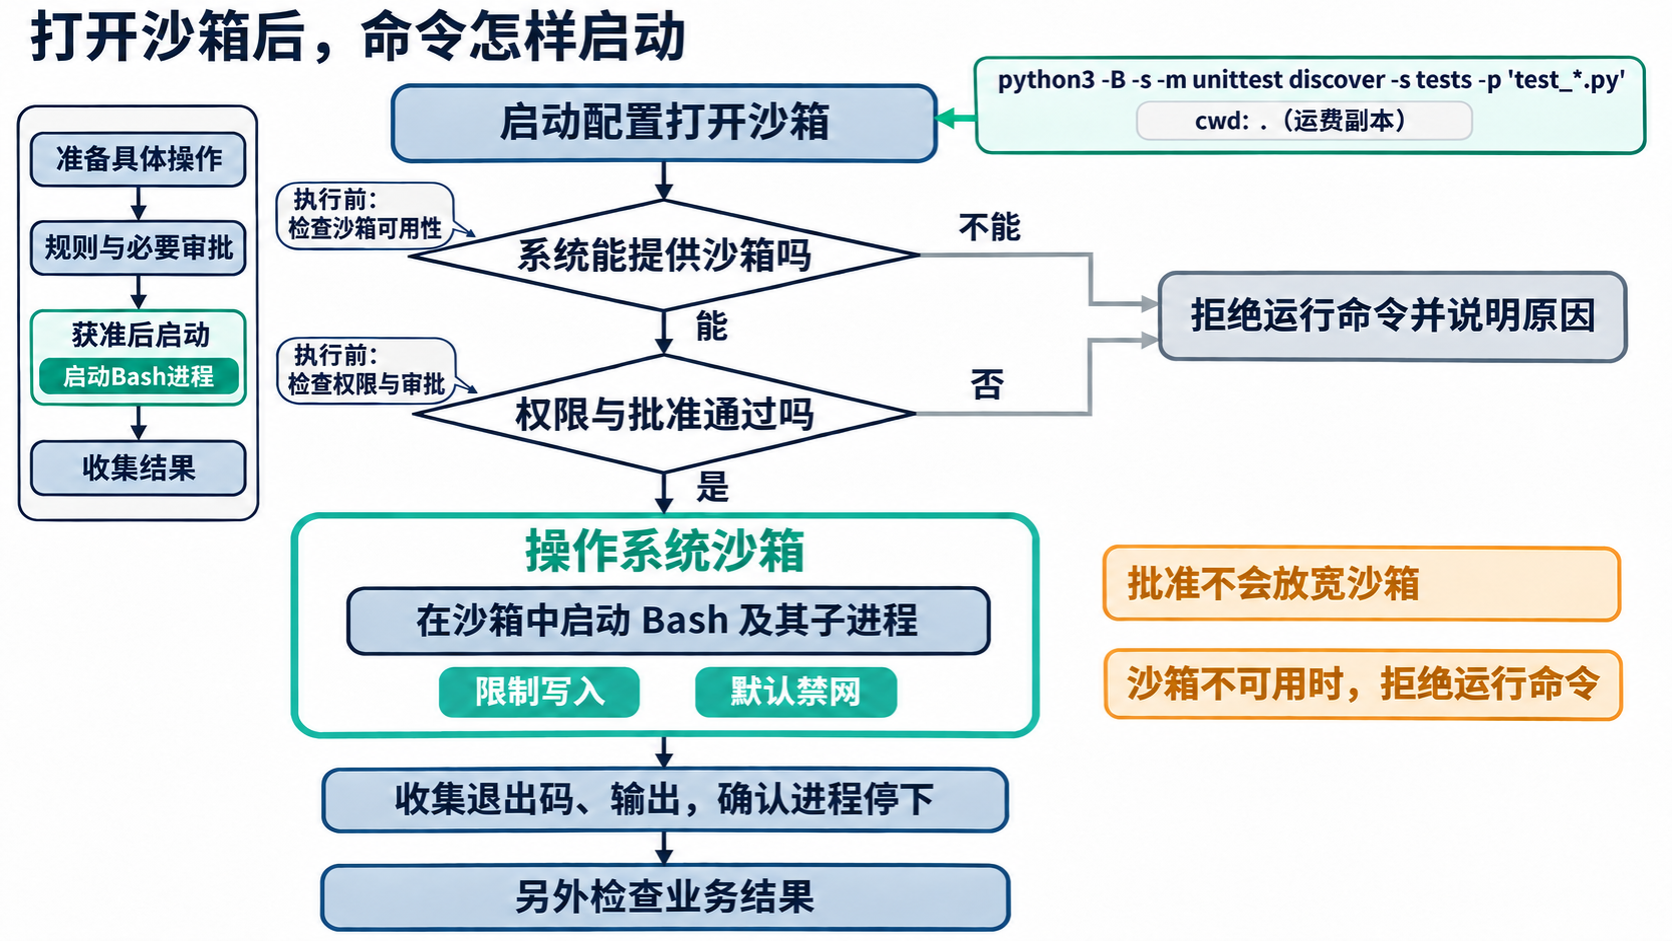 打开沙箱后，命令怎样启动
python3 -B -s -m unittest discover -s tests -p 'test_*.py'
cwd: .（运费副本）
准备具体操作
规则与必要审批
获准后启动
启动Bash进程
收集结果
启动配置打开沙箱
执行前：
检查沙箱可用性
系统能提供沙箱吗
不能
能
拒绝运行命令并说明原因
执行前：
检查权限与审批
权限与批准通过吗
否
是
操作系统沙箱
在沙箱中启动 Bash 及其子进程
限制写入
默认禁网
批准不会放宽沙箱
沙箱不可用时，拒绝运行命令
收集退出码、输出，确认进程停下
另外检查业务结果